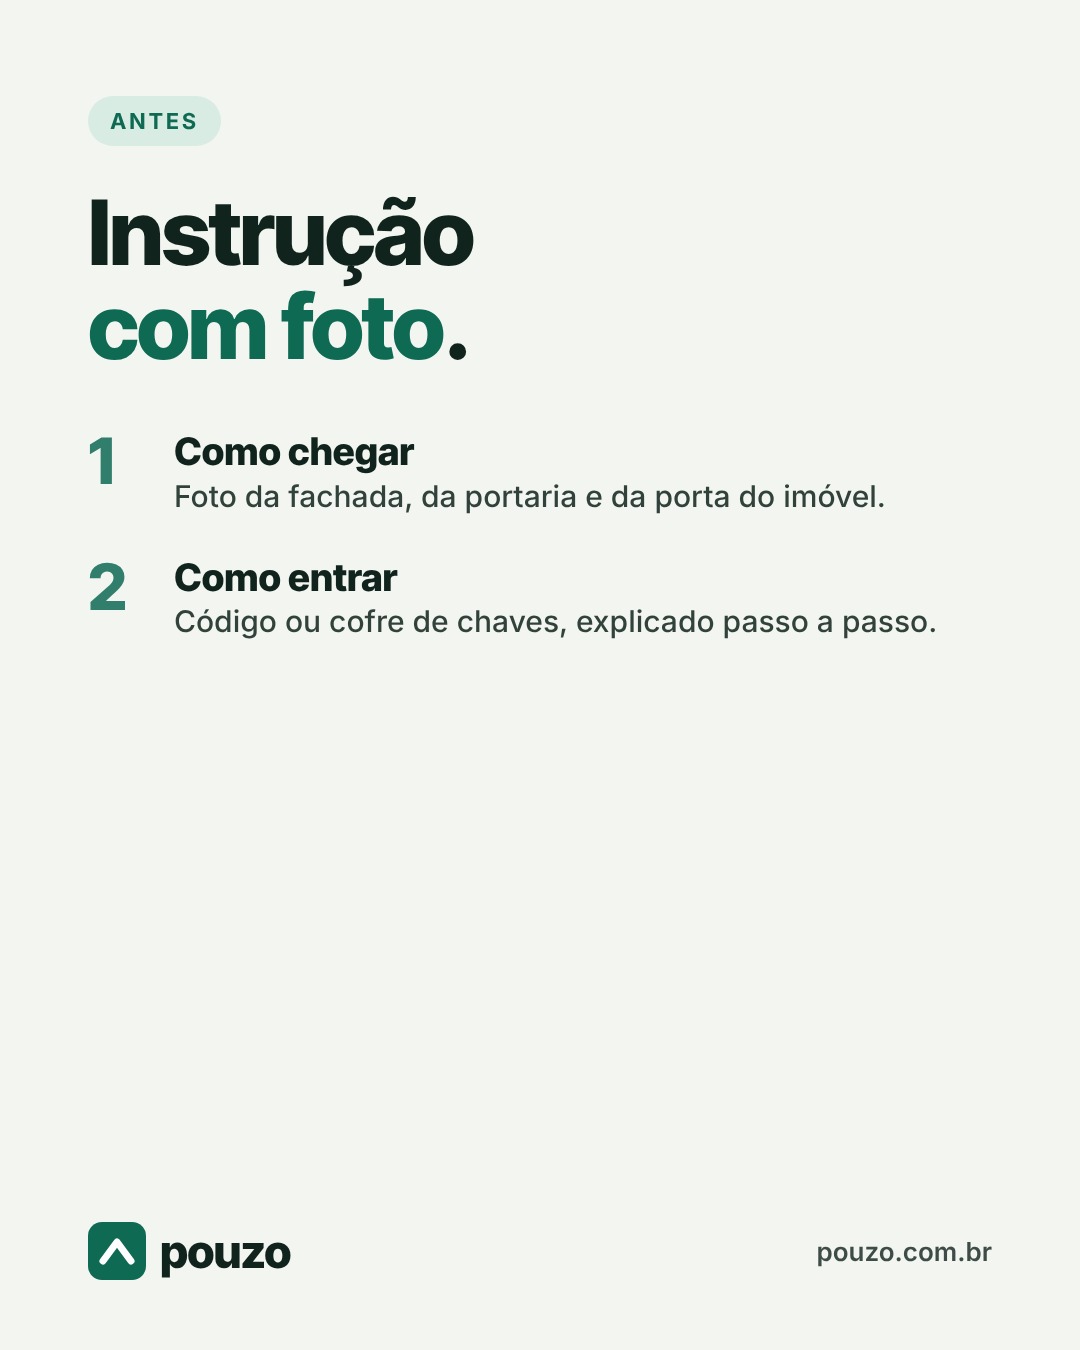 ANTES
Instrução
com foto.
1 Como chegar
Foto da fachada, da portaria e da porta do imóvel.
2 Como entrar
Código ou cofre de chaves, explicado passo a passo.
pouzo
pouzo.com.br